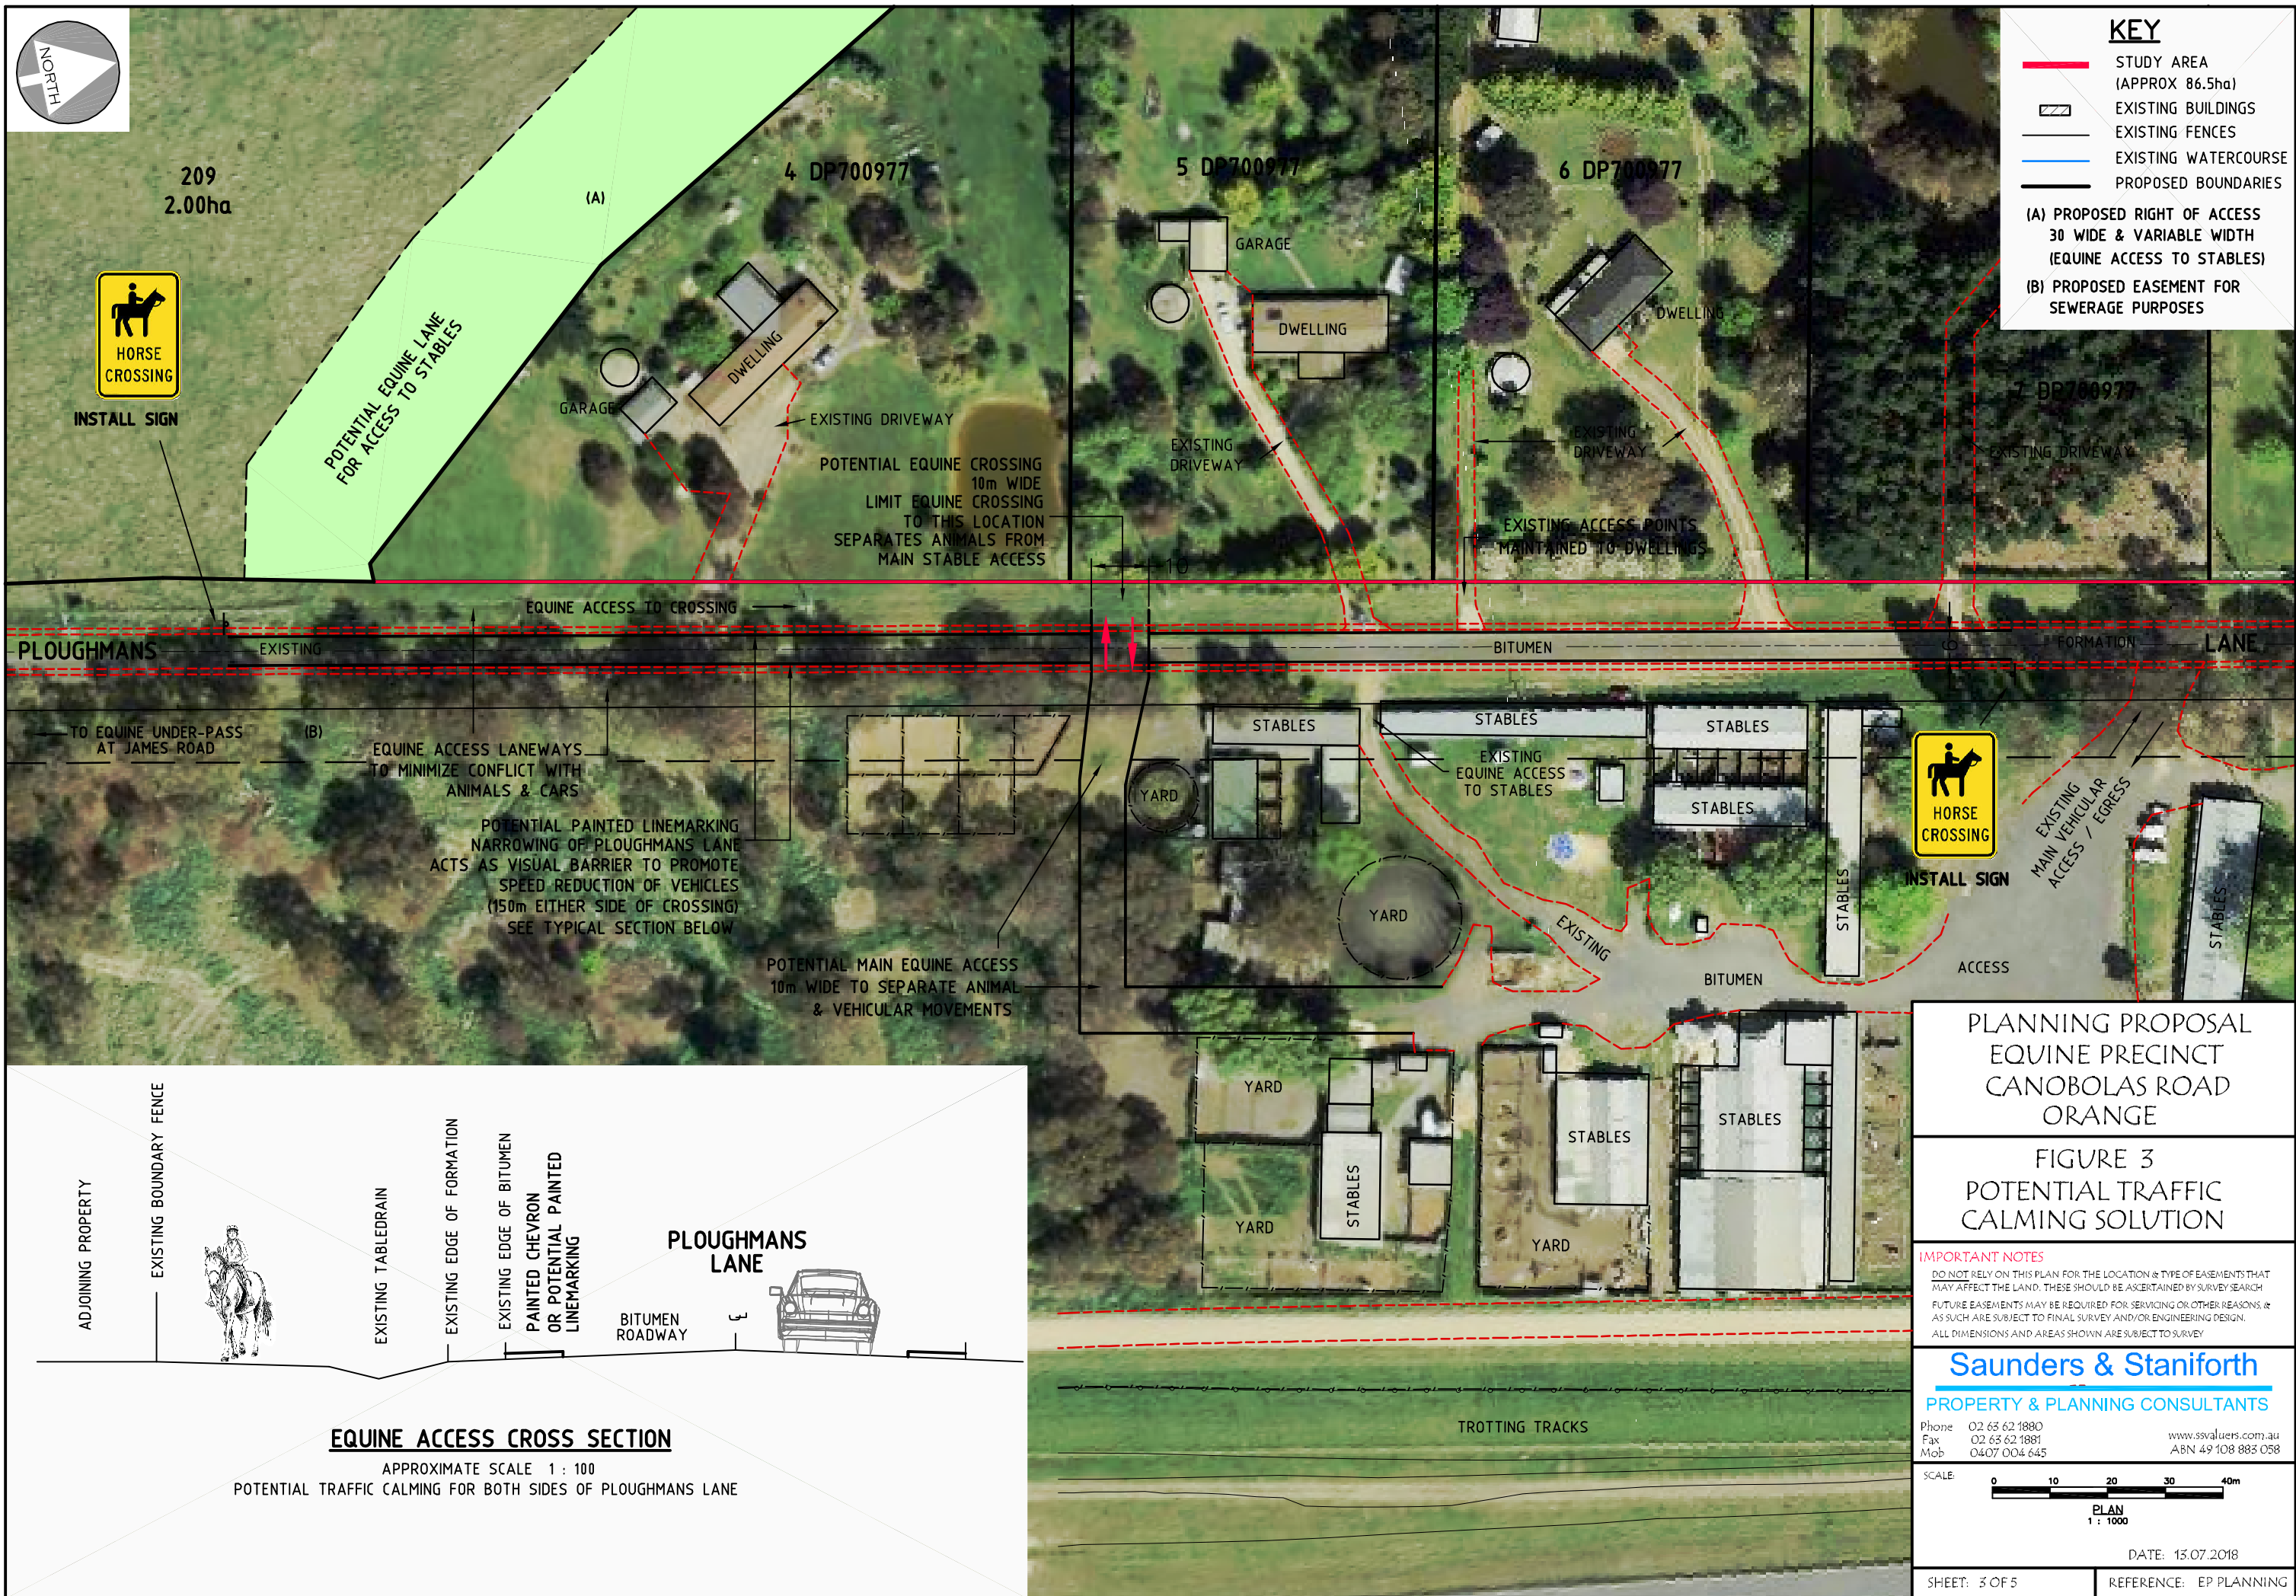 NORTH
209
2.00ha
(A)
4 DP700977
5 DP700977
6 DP700977
7 DP700977
KEY
STUDY AREA
(APPROX 86.5ha)
EXISTING BUILDINGS
EXISTING FENCES
EXISTING WATERCOURSE
PROPOSED BOUNDARIES
(A) PROPOSED RIGHT OF ACCESS
30 WIDE & VARIABLE WIDTH
(EQUINE ACCESS TO STABLES)
(B) PROPOSED EASEMENT FOR
SEWERAGE PURPOSES
HORSE
CROSSING
INSTALL SIGN
POTENTIAL EQUINE LANE
FOR ACCESS TO STABLES
GARAGE
DWELLING
EXISTING DRIVEWAY
POTENTIAL EQUINE CROSSING
10m WIDE
LIMIT EQUINE CROSSING
TO THIS LOCATION
SEPARATES ANIMALS FROM
MAIN STABLE ACCESS
GARAGE
DWELLING
EXISTING
DRIVEWAY
DWELLING
EXISTING
DRIVEWAY
EXISTING ACCESS POINTS
MAINTAINED TO DWELLINGS
EXISTING DRIVEWAY
10
EQUINE ACCESS TO CROSSING
PLOUGHMANS
EXISTING
BITUMEN
9
FORMATION
LANE
TO EQUINE UNDER-PASS
AT JAMES ROAD
(B)
EQUINE ACCESS LANEWAYS
TO MINIMIZE CONFLICT WITH
ANIMALS & CARS
POTENTIAL PAINTED LINEMARKING
NARROWING OF PLOUGHMANS LANE
ACTS AS VISUAL BARRIER TO PROMOTE
SPEED REDUCTION OF VEHICLES
(150m EITHER SIDE OF CROSSING)
SEE TYPICAL SECTION BELOW
POTENTIAL MAIN EQUINE ACCESS
10m WIDE TO SEPARATE ANIMAL
& VEHICULAR MOVEMENTS
STABLES
STABLES
STABLES
YARD
EXISTING
EQUINE ACCESS
TO STABLES
STABLES
STABLES
YARD
EXISTING
BITUMEN
ACCESS
HORSE
CROSSING
INSTALL SIGN
EXISTING
MAIN VEHICULAR
ACCESS / EGRESS
STABLES
YARD
YARD
STABLES
STABLES
YARD
STABLES
TROTTING TRACKS
ADJOINING PROPERTY
EXISTING BOUNDARY FENCE
EXISTING TABLEDRAIN
EXISTING EDGE OF FORMATION
EXISTING EDGE OF BITUMEN
PAINTED CHEVRON
OR POTENTIAL PAINTED
LINEMARKING
BITUMEN
ROADWAY
PLOUGHMANS
LANE
EQUINE ACCESS CROSS SECTION
APPROXIMATE SCALE 1 : 100
POTENTIAL TRAFFIC CALMING FOR BOTH SIDES OF PLOUGHMANS LANE
PLANNING PROPOSAL
EQUINE PRECINCT
CANOBOLAS ROAD
ORANGE
FIGURE 3
POTENTIAL TRAFFIC
CALMING SOLUTION
IMPORTANT NOTES
DO NOT RELY ON THIS PLAN FOR THE LOCATION & TYPE OF EASEMENTS THAT
MAY AFFECT THE LAND. THESE SHOULD BE ASCERTAINED BY SURVEY SEARCH
FUTURE EASEMENTS MAY BE REQUIRED FOR SERVICING OR OTHER REASONS, &
AS SUCH ARE SUBJECT TO FINAL SURVEY AND/OR ENGINEERING DESIGN.
ALL DIMENSIONS AND AREAS SHOWN ARE SUBJECT TO SURVEY
Saunders & Staniforth
PROPERTY & PLANNING CONSULTANTS
Phone 02 63 62 1880
Fax 02 63 62 1881
Mob 0407 004 645
www.ssvaluers.com.au
ABN 49 108 883 058
SCALE:
0 10 20 30 40m
PLAN
1 : 1000
DATE: 13.07.2018
SHEET: 3 OF 5
REFERENCE: EP PLANNING